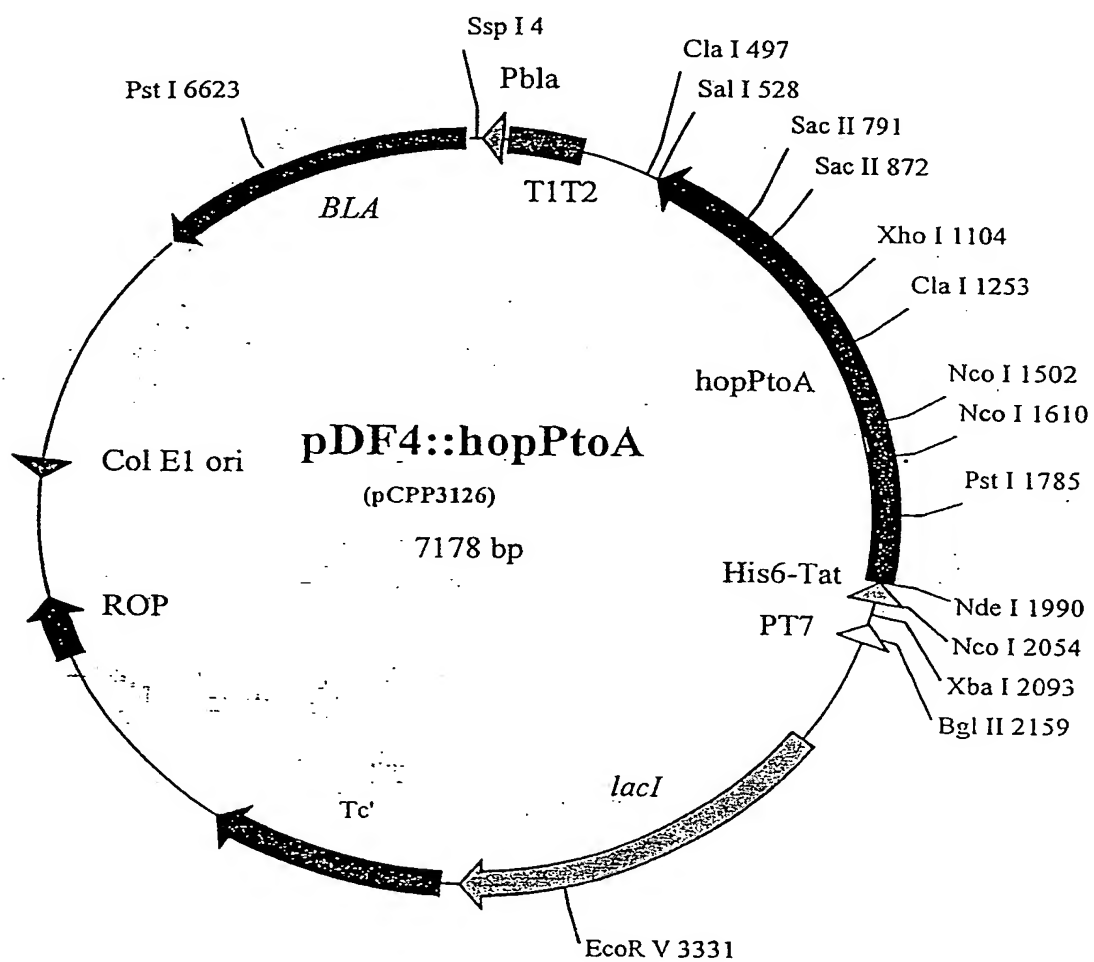 Ssp I 4
Pbla
Cla I 497
Sal I 528
Pst I 6623
Sac II 791
Sac II 872
T1T2
BLA
Xho I 1104
Cla I 1253
hopPtoA
Nco I 1502
Nco I 1610
pDF4::hopPtoA
Col E1 ori
(pCPP3126)
Pst I 1785
7178 bp
His6-Tat
ROP
Nde I 1990
PT7
Nco I 2054
Xba I 2093
Bgl II 2159
lacI
Tc'
EcoR V 3331